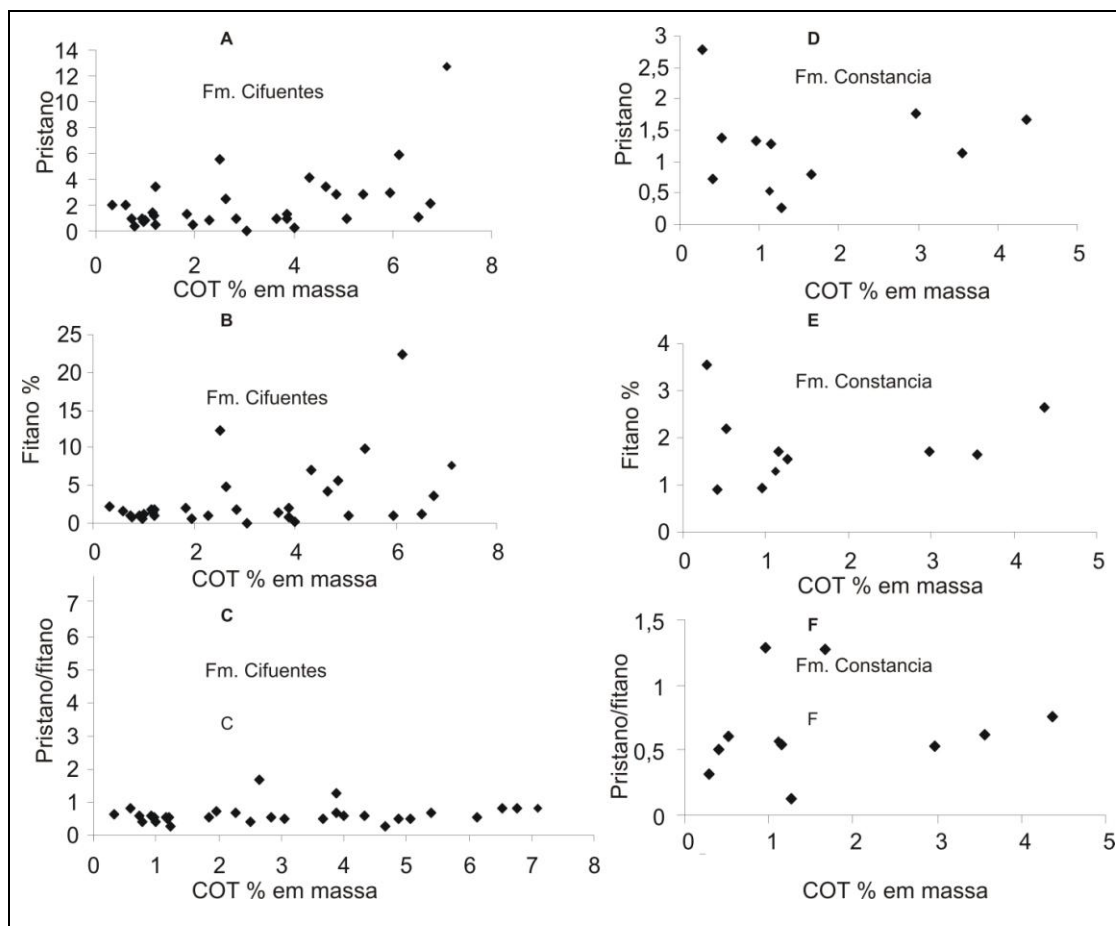 A
Fm. Cifuentes
Pristano
14
12
10
8
6
4
2
0
0 2 4 6 8
COT % em massa
B
Fm. Cifuentes
Fitano %
25
20
15
10
5
0
0 2 4 6 8
COT % em massa
C
Fm. Cifuentes
C
Pristano/fitano
7
6
5
4
3
2
1
0
0 1 2 3 4 5 6 7 8
COT % em massa
D
Fm. Constancia
Pristano
3
2,5
2
1,5
1
0,5
0
0 1 2 3 4 5
COT % em massa
E
Fm. Constancia
Fitano %
4
3
2
1
0
0 1 2 3 4 5
COT % em massa
F
Fm. Constancia
F
Pristano/fitano
1,5
1
0,5
0
0 1 2 3 4 5
COT % em massa